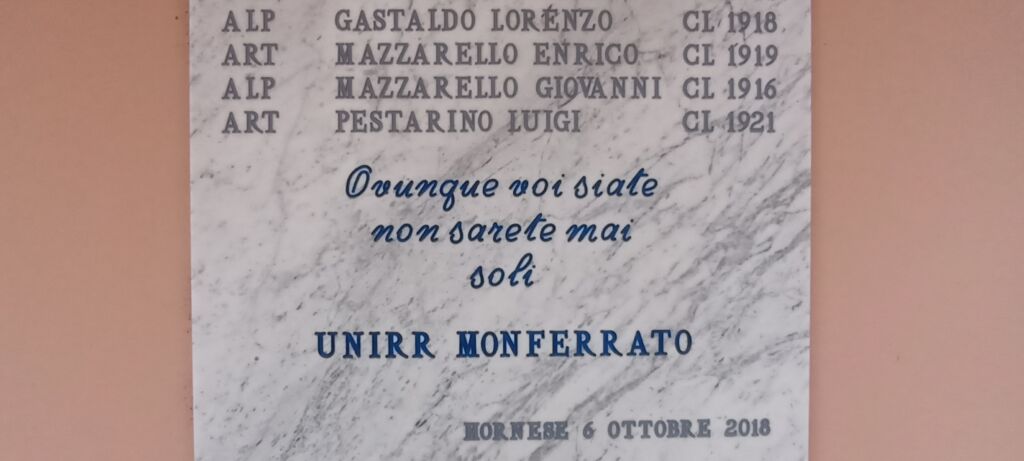 ALP GASTALDO LORENZO CL 1918
ART MAZZARELLO ENRICO CL 1919
ALP MAZZARELLO GIOVANNI CL 1916
ART PESTARINO LUIGI CL 1921
Ovunque voi siate
non sarete mai
soli
UNIRR MONFERRATO
MORNESE 6 OTTOBRE 2018